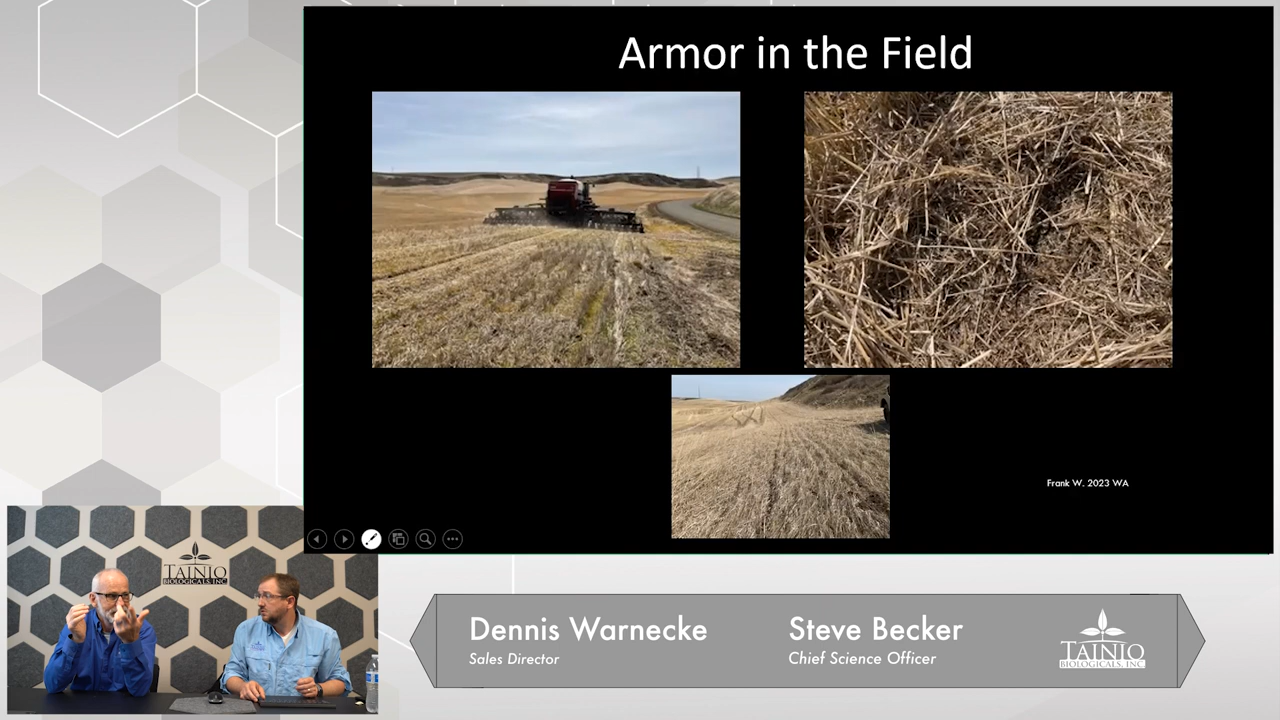 Armor in the Field
Frank W. 2023 WA
TAINIO
BIOLOGICALS, INC
Dennis Warnecke
Sales Director
Steve Becker
Chief Science Officer
TAINIO
BIOLOGICALS, INC